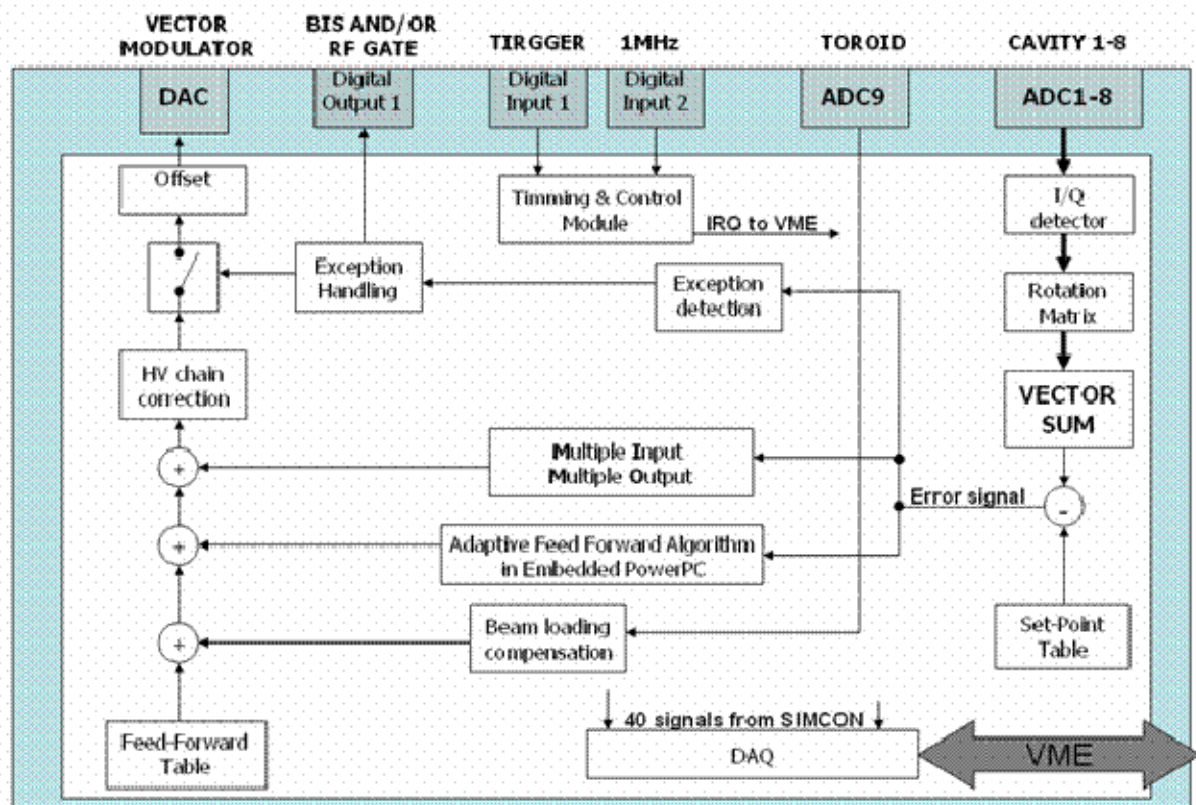 VECTOR
MODULATOR
BIS AND/OR
RF GATE
TIRGGER
1MHz
TOROID
CAVITY 1-8
DAC
Digital
Output 1
Digital
Input 1
Digital
Input 2
ADC9
ADC1-8
Offset
Timming & Control
Module
IRQ to VME
I/Q
detector
Exception
Handling
Exception
detection
Rotation
Matrix
HV chain
correction
VECTOR
SUM
+
Multiple Input
Multiple Output
Error signal
-
+
Adaptive Feed Forward Algorithm
in Embedded PowerPC
+
Beam loading
compensation
Set-Point
Table
40 signals from SIMCON
Feed-Forward
Table
DAQ
VME